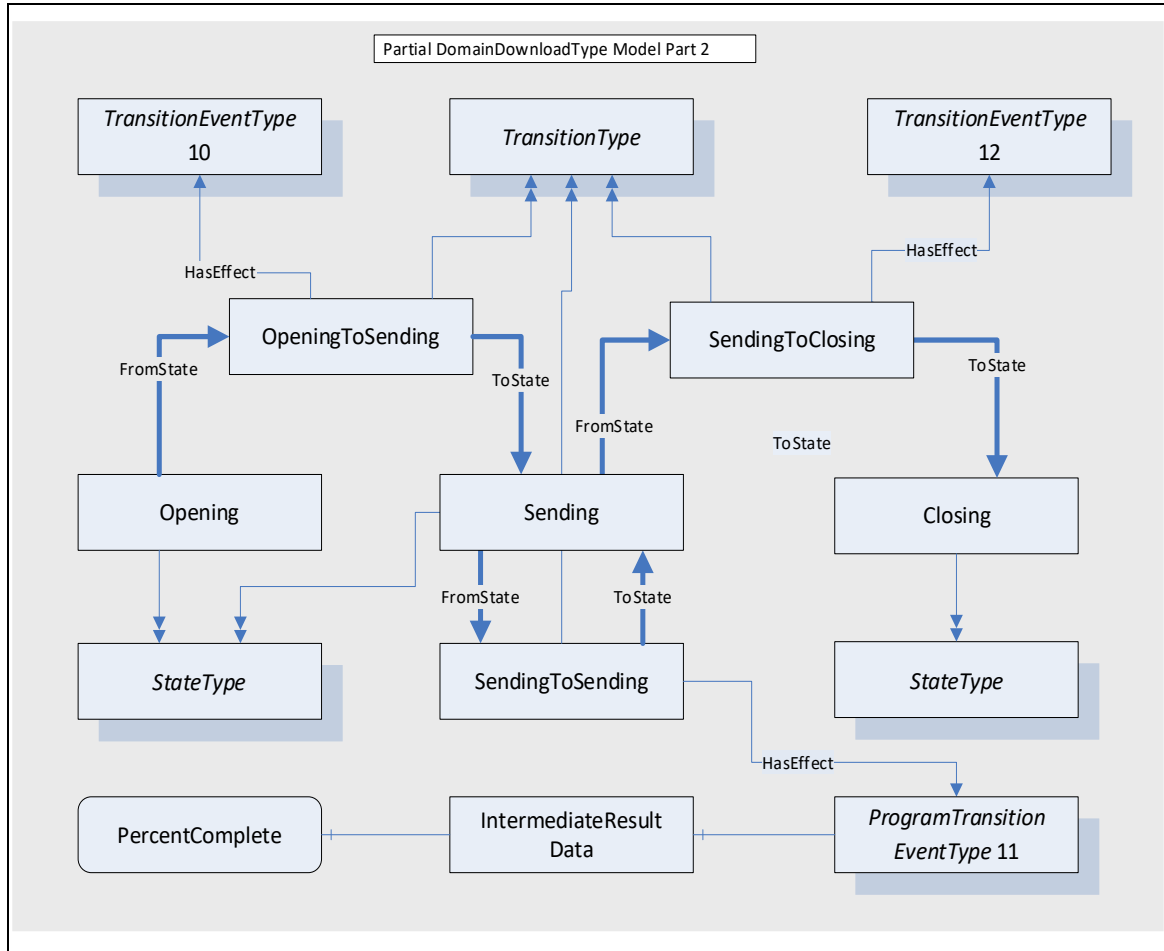 Partial DomainDownloadType Model Part 2
TransitionEventType
10
TransitionType
TransitionEventType
12
HasEffect
HasEffect
OpeningToSending
SendingToClosing
FromState
ToState
ToState
FromState
ToState
Opening
Sending
Closing
FromState
ToState
StateType
SendingToSending
StateType
HasEffect
PercentComplete
IntermediateResult
Data
ProgramTransition
EventType 11